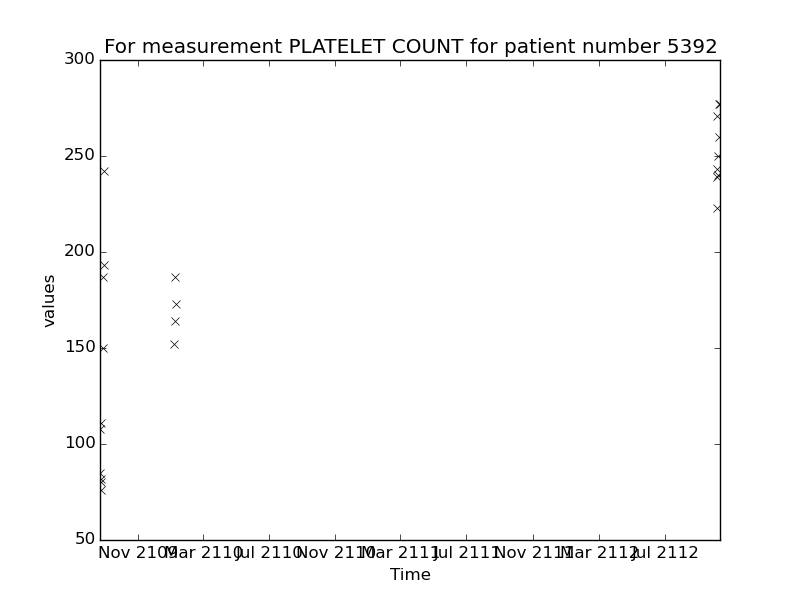 For measurement PLATELET COUNT for patient number 5392
300
250
200
150
100
50
values
Nov 2109 Mar 2110 Jul 2110 Nov 2110 Mar 2111 Jul 2111 Nov 2111 Mar 2112 Jul 2112
Time